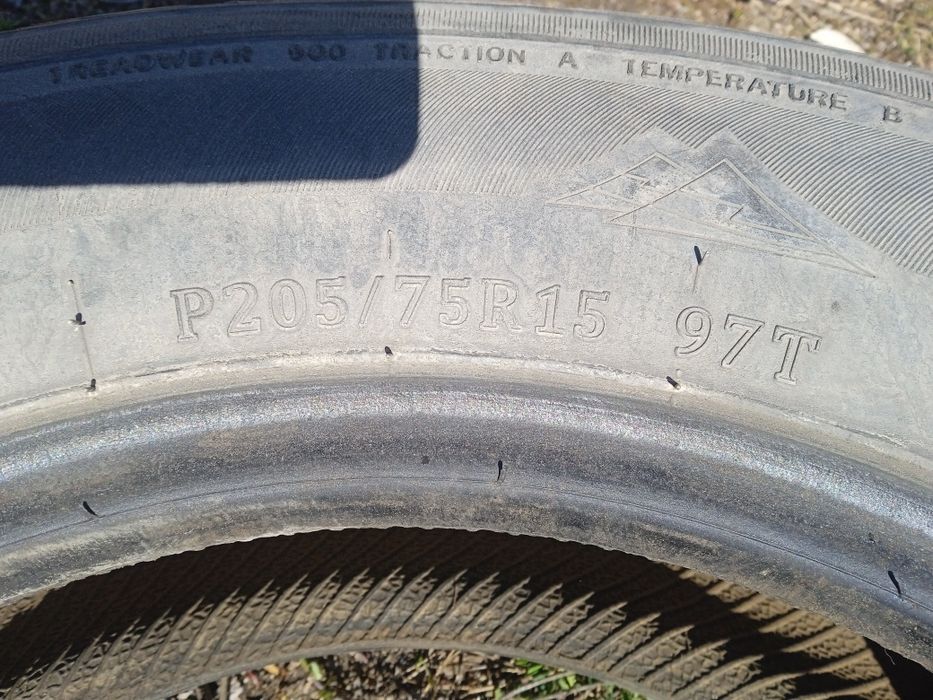 TREADWEAR 600 TRACTION A TEMPERATURE B
P205/75R15 97T